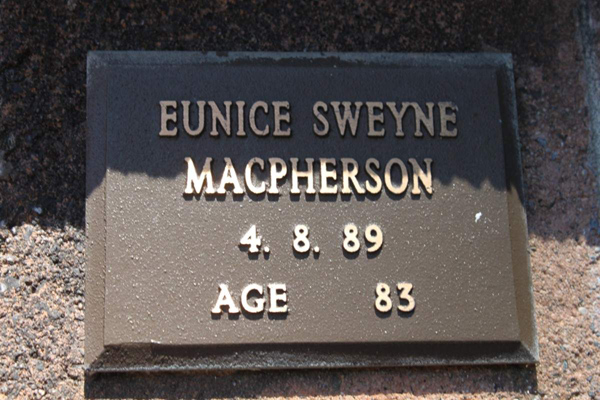 EUNICE SWEYNE
MACPHERSON
4. 8. 89
AGE 83